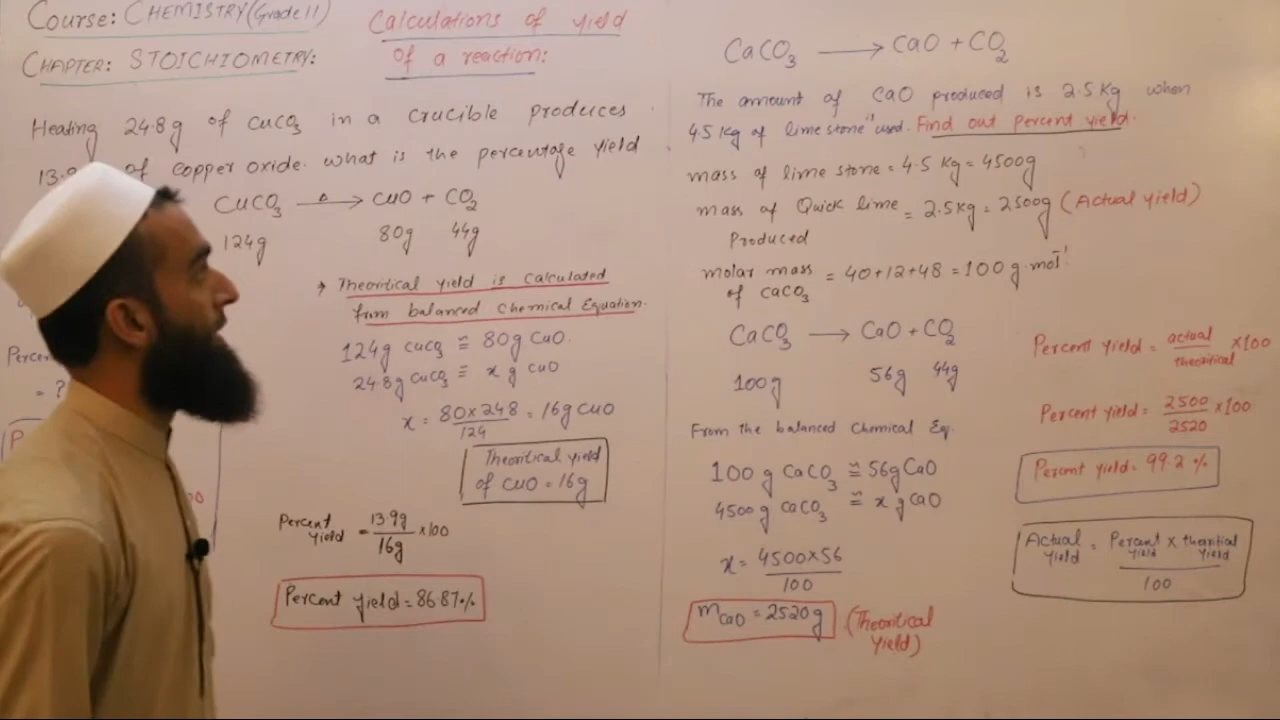 Course: CHEMISTRY (Grade 11)
CHAPTER: STOICHIOMETRY:
Calculations of yield
of a reaction:
Heating 24.8g of CuCO3 in a crucible produces
13.9 of copper oxide. what is the percentage yield
CuCO3 —Δ→ CuO + CO2
124g 80g 44g
→ Theoritical yield is calculated
from balanced chemical Equation.
124g CuCO3 ≅ 80g CuO.
24.8g CuCO3 ≡ x g CuO
x = 80×248/124 = 16g CuO
Theoritical yield
of CuO = 16g
Percent yield = 13.9g/16g ×100
Percent yield = 86.87%
= ?
CaCO3 → CaO + CO2
The amount of CaO produced is 2.5 Kg when
4.5 kg of lime stone is used. Find out percent yield.
mass of lime stone = 4.5 Kg = 4500g
mass of Quick lime = 2.5Kg = 2500g (Actual yield)
Produced
molar mass = 40+12+48 = 100 g mol-1
of CaCO3
CaCO3 → CaO + CO2
100g 56g 44g
From the balanced Chemical Eq.
100 g CaCO3 ≅ 56g CaO
4500g CaCO3 ≅ x g CaO
x = 4500×56/100
mCaO = 2520g (Theoritical
Yield)
Percent yield = actual/theoritical ×100
Percent yield = 2500/2520 ×100
Percent yield = 99.2 %
Actual yield = Percent yield × theoritial yield/100